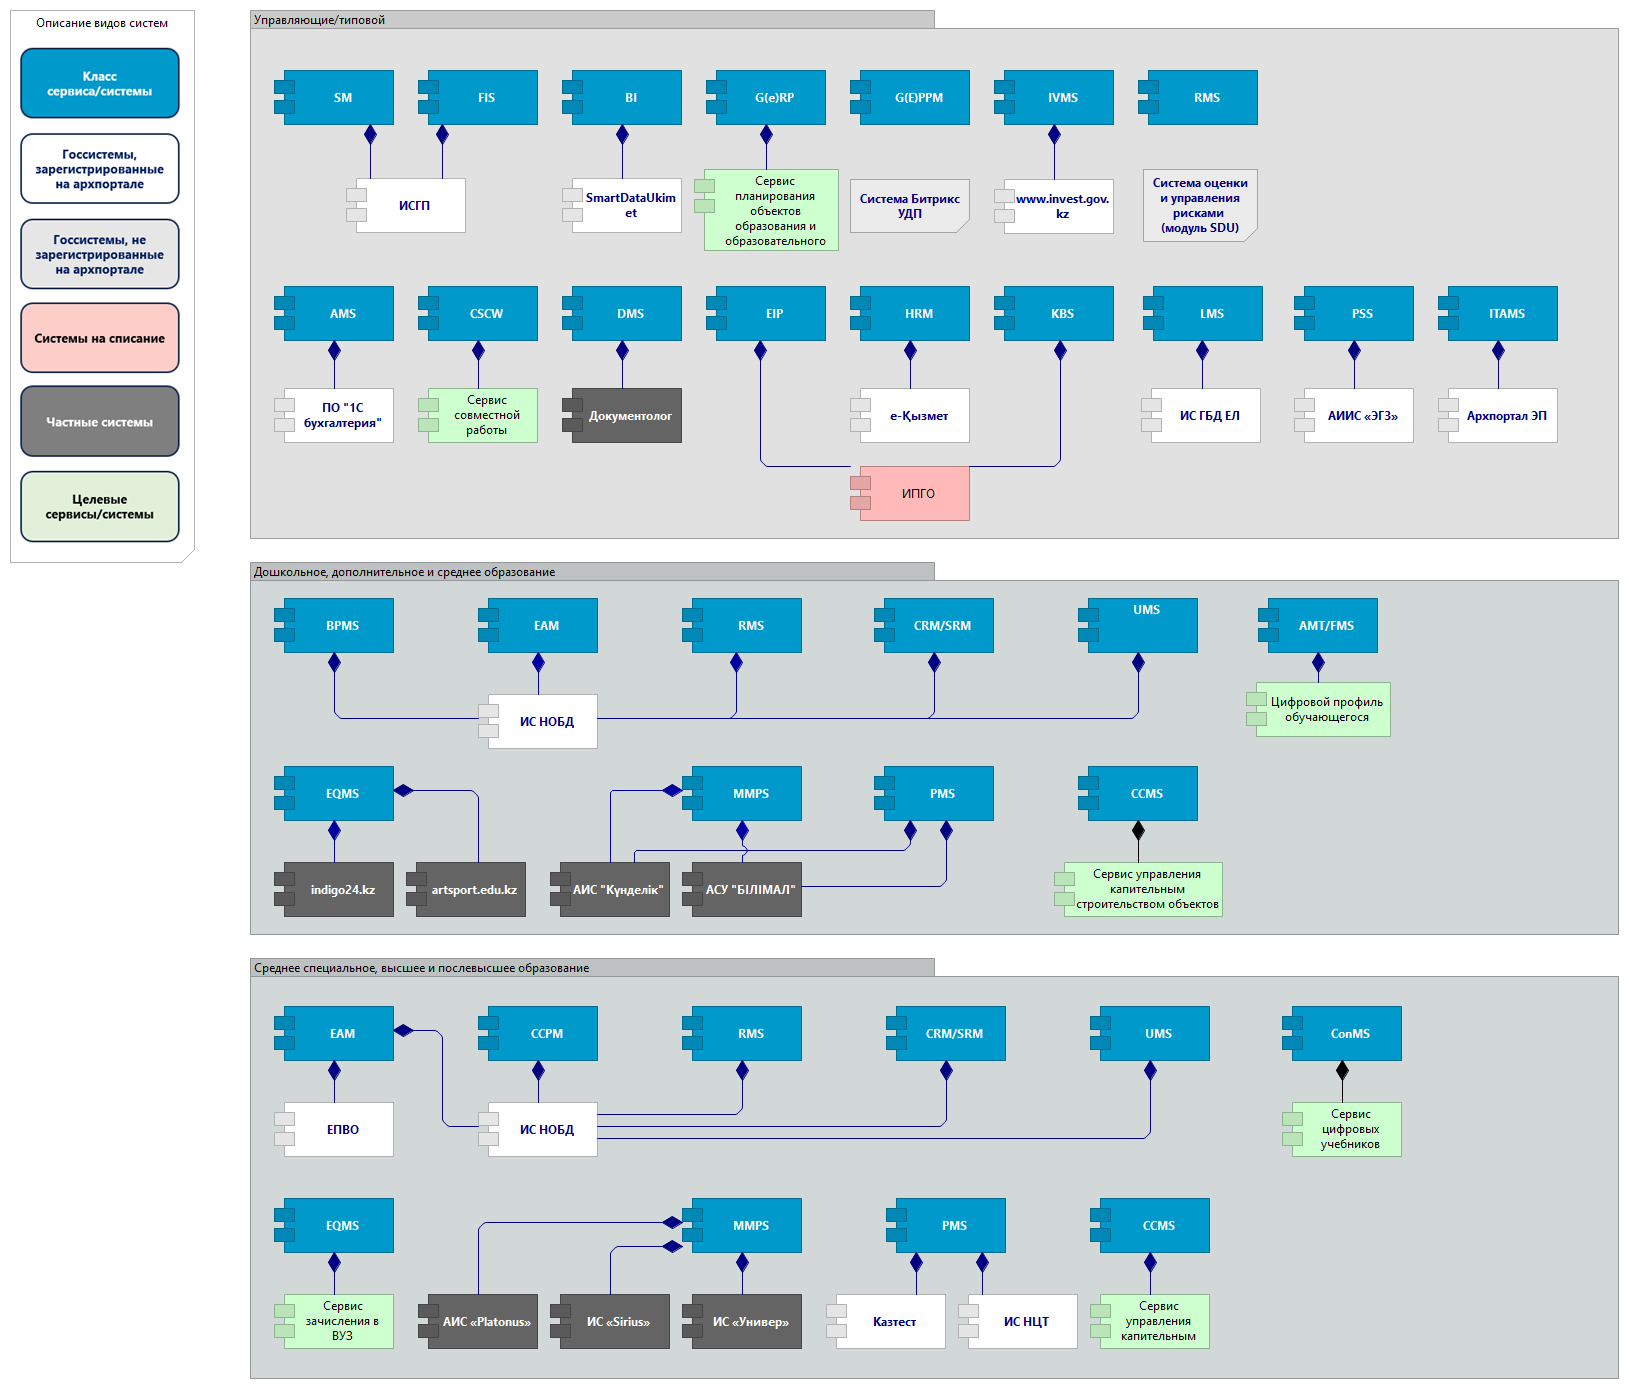 Описание видов систем
Класс
сервиса/системы
Госсистемы,
зарегистрированные
на архпортале
Госсистемы, не
зарегистрированные
на архпортале
Системы на списание
Частные системы
Целевые
сервисы/системы
Управляющие/типовой
SM
FIS
BI
G(e)RP
G(E)PPM
IVMS
RMS
ИСГП
SmartDataUkim
et
Сервис
планирования
объектов
образования и
образовательного
Система Битрикс
УДП
www.invest.gov.
kz
Система оценки
и управления
рисками
(модуль SDU)
AMS
CSCW
DMS
EIP
HRM
KBS
LMS
PSS
ITAMS
ПО "1С
бухгалтерия"
Сервис
совместной
работы
Документолог
е-Қызмет
ИС ГБД ЕЛ
АИИС «ЭГЗ»
Архпортал ЭП
ИПГО
Дошкольное, дополнительное и среднее образование
BPMS
EAM
RMS
CRM/SRM
UMS
AMT/FMS
ИС НОБД
Цифровой профиль
обучающегося
EQMS
MMPS
PMS
CCMS
indigo24.kz
artsport.edu.kz
АИС "Күнделік"
АСУ "БІЛІМАЛ"
Сервис управления
капительным
строительством объектов
Среднее специальное, высшее и послевысшее образование
EAM
CCPM
RMS
CRM/SRM
UMS
ConMS
ЕПВО
ИС НОБД
Сервис
цифровых
учебников
EQMS
MMPS
PMS
CCMS
Сервис
зачисления в
ВУЗ
АИС «Platonus»
ИС «Sirius»
ИС «Универ»
Казтест
ИС НЦТ
Сервис
управления
капительным